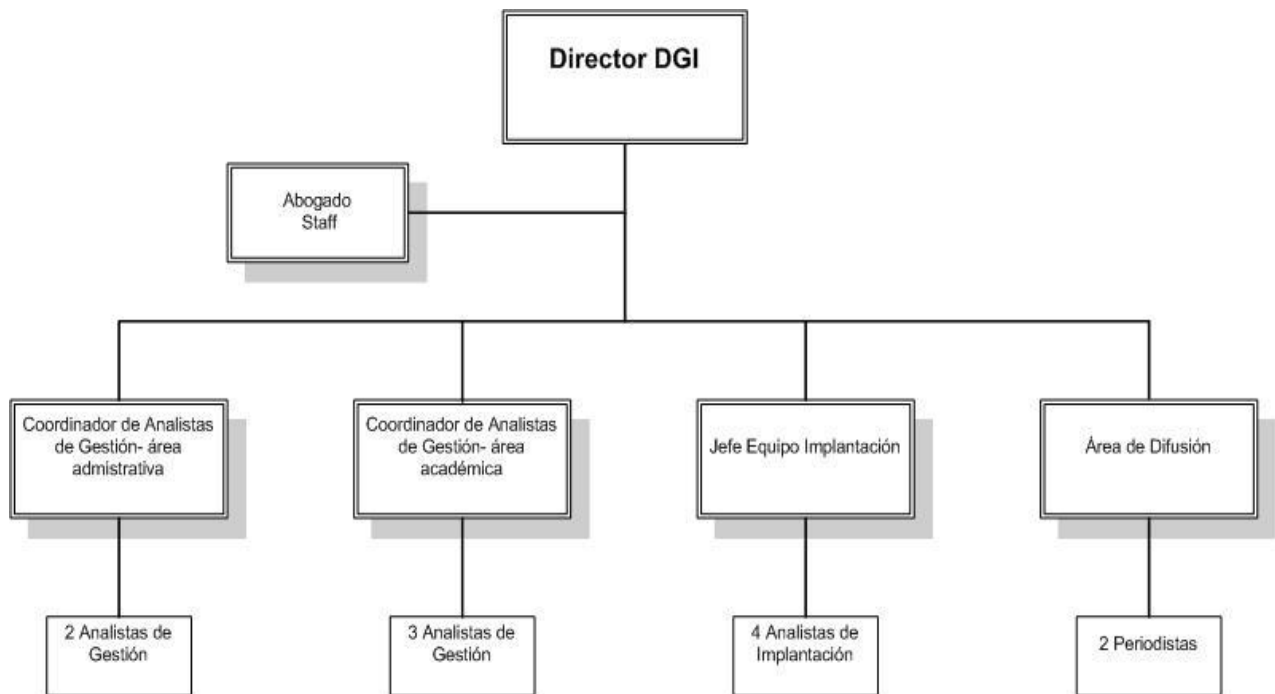 Director DGI
Abogado
Staff
Coordinador de Analistas
de Gestión- área
admistrativa
Coordinador de Analistas
de Gestión- área
académica
Jefe Equipo Implantación
Área de Difusión
2 Analistas de
Gestión
3 Analistas de
Gestión
4 Analistas de
Implantación
2 Periodistas